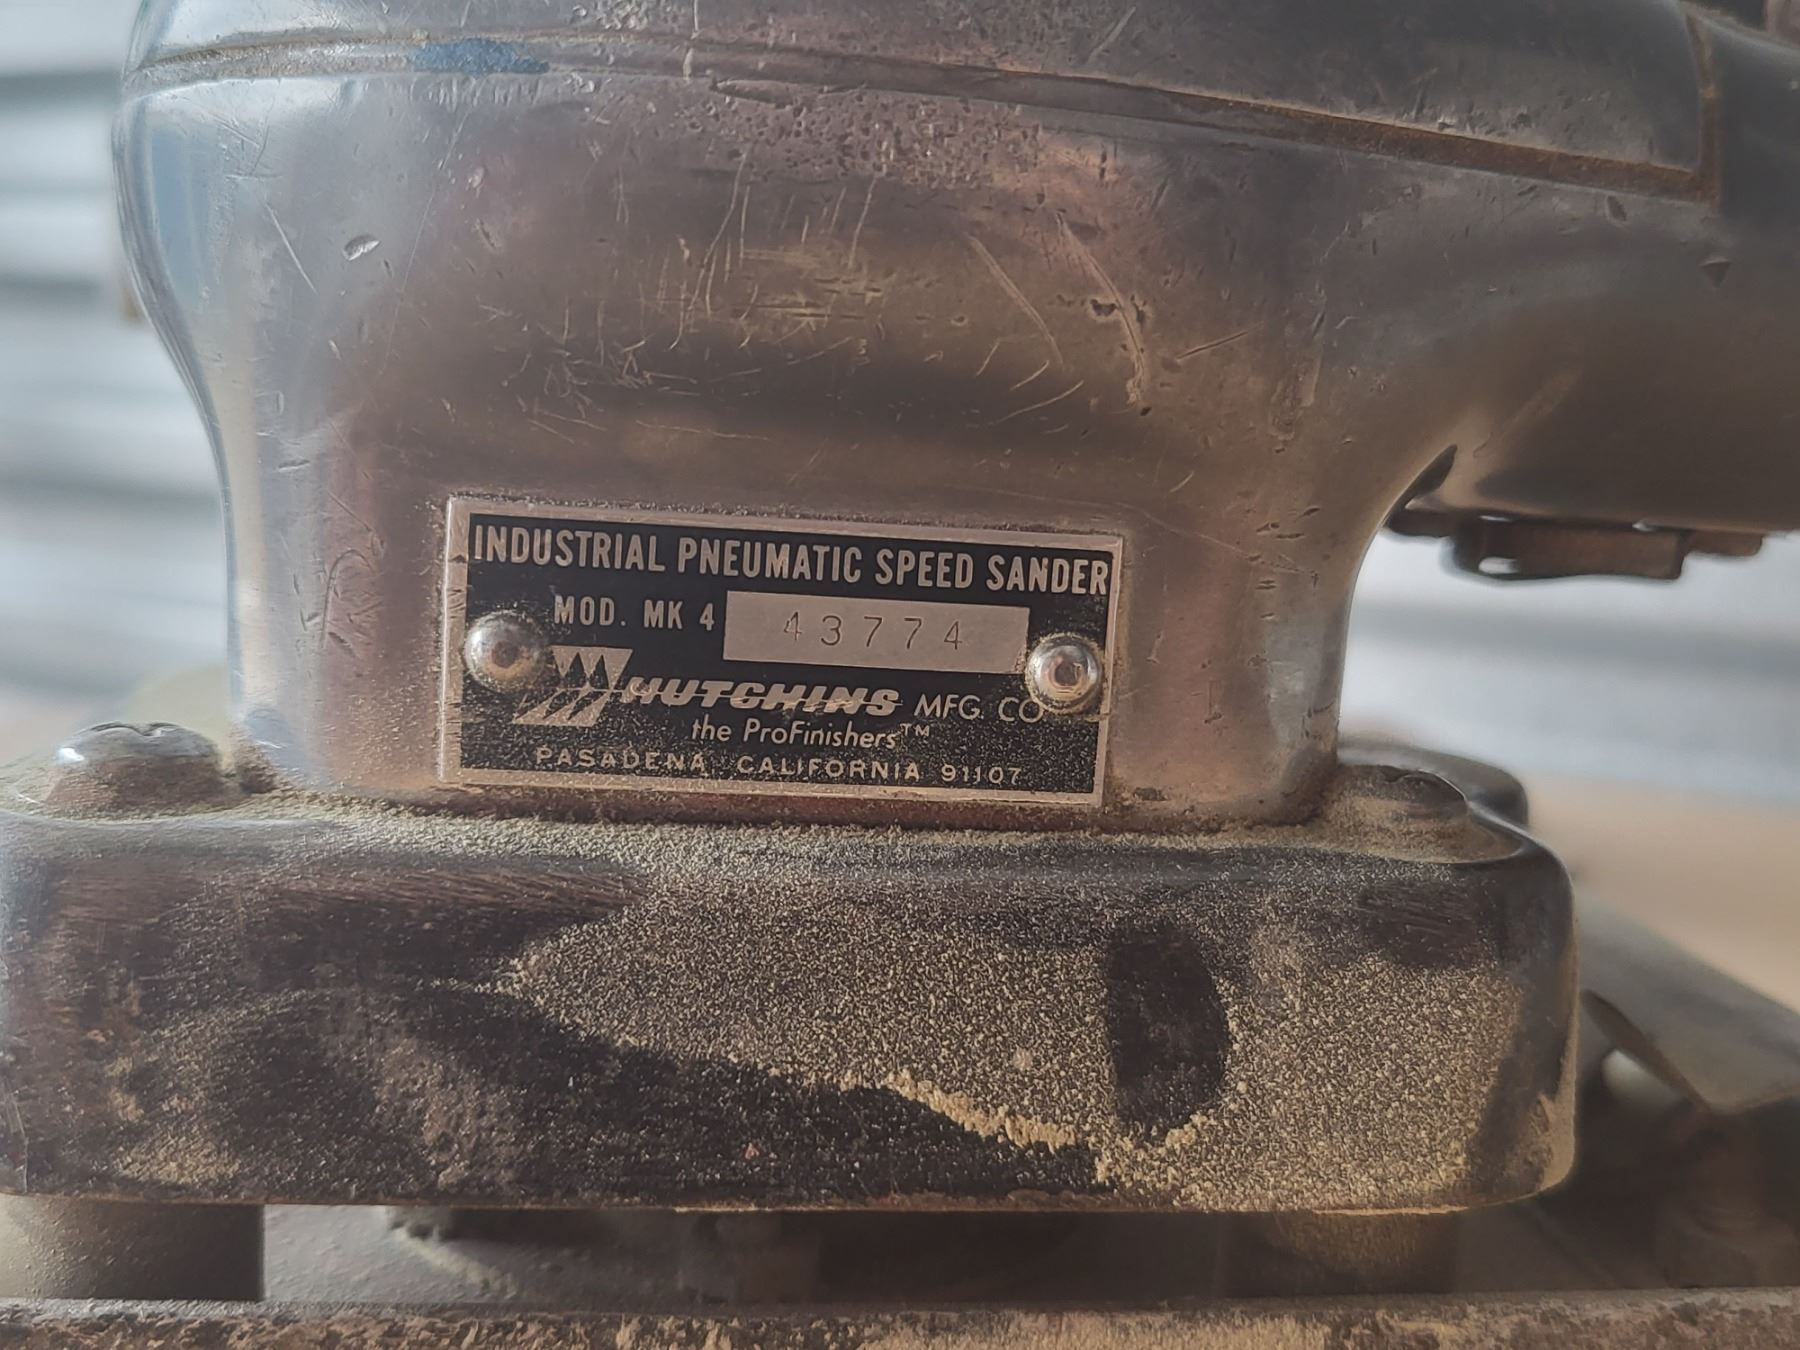 INDUSTRIAL PNEUMATIC SPEED SANDER
MOD. MK 4 43774
HUTCHINS MFG. CO
the ProFinishers™
PASADENA, CALIFORNIA 91107